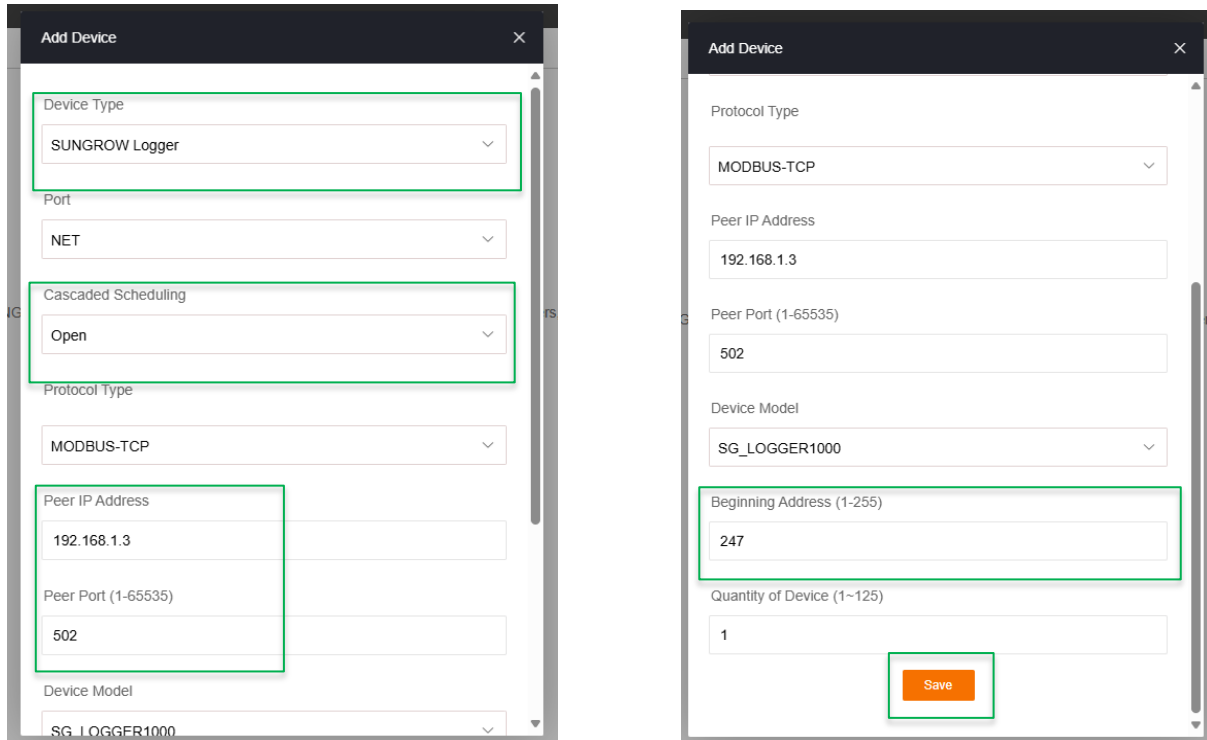 Add Device
Device Type
SUNGROW Logger
Port
NET
Cascaded Scheduling
Open
Protocol Type
MODBUS-TCP
Peer IP Address
192.168.1.3
Peer Port (1-65535)
502
Device Model
SG_LOGGER1000
Add Device
Protocol Type
MODBUS-TCP
Peer IP Address
192.168.1.3
Peer Port (1-65535)
502
Device Model
SG_LOGGER1000
Beginning Address (1-255)
247
Quantity of Device (1~125)
1
Save